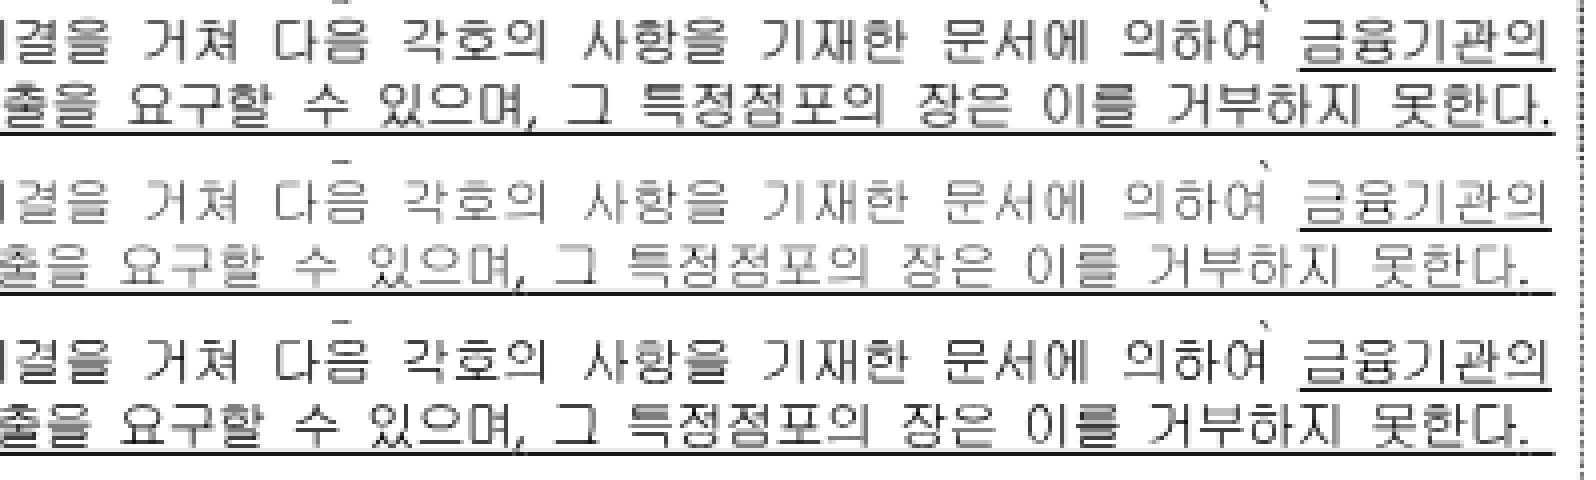 결을 거쳐 다음 각호의 사항을 기재한 문서에 의하여 금융기관의
출을 요구할 수 있으며, 그 특정점포의 장은 이를 거부하지 못한다.
결을 거쳐 다음 각호의 사항을 기재한 문서에 의하여 금융기관의
출을 요구할 수 있으며, 그 특정점포의 장은 이를 거부하지 못한다.
결을 거쳐 다음 각호의 사항을 기재한 문서에 의하여 금융기관의
출을 요구할 수 있으며, 그 특정점포의 장은 이를 거부하지 못한다.